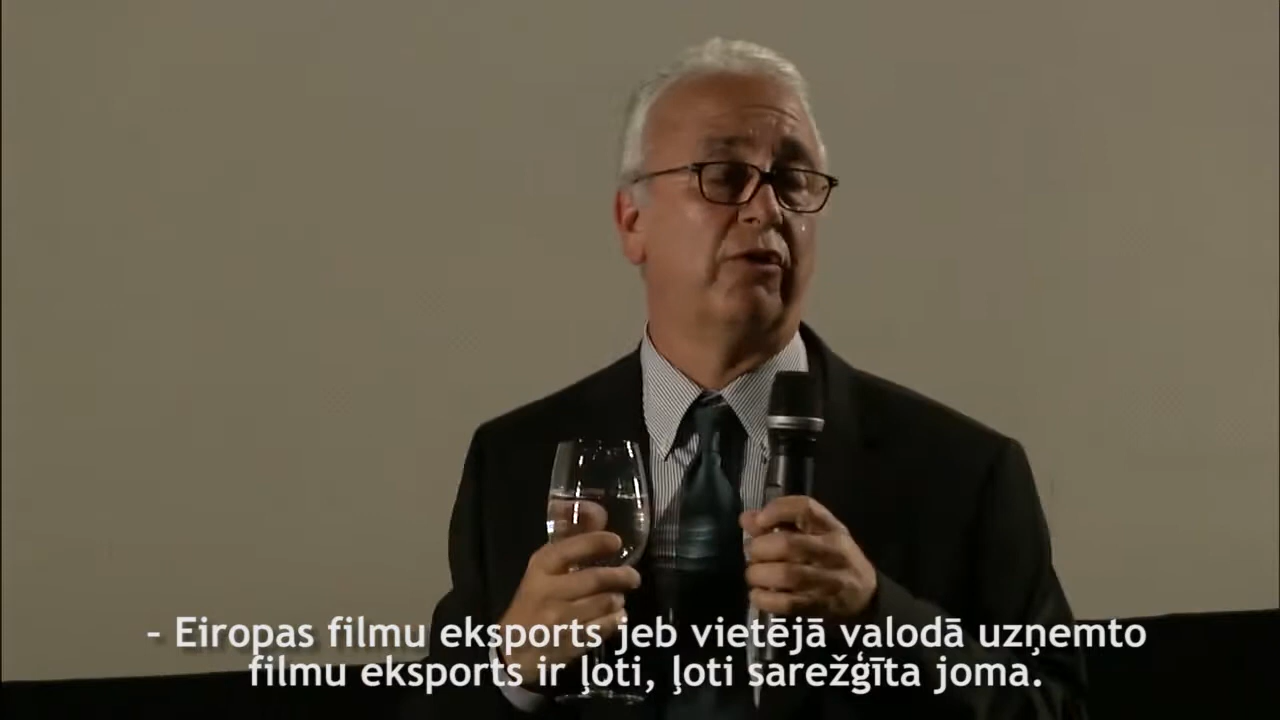 - Eiropas filmu eksports jeb vietējā valodā uzņemto
filmu eksports ir ļoti, ļoti sarežģīta joma.